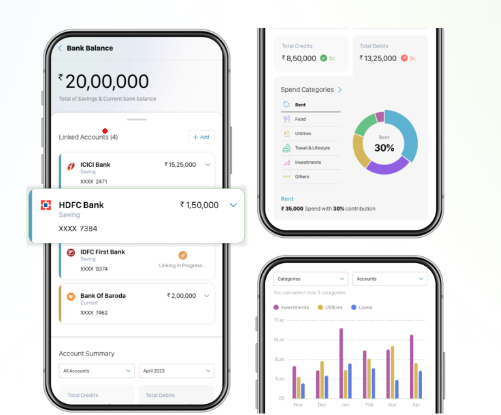 Bank Balance
₹20,00,000
Total of Savings & Current bank balance
Linked Accounts (4)
+ Add
ICICI Bank
₹ 15,25,000
Saving
XXXX 2471
HDFC Bank
₹ 1,50,000
Saving
XXXX 7384
IDFC First Bank
Saving
XXXX 9374
Linking in Progress...
Bank Of Baroda
₹ 2,00,000
Current
XXXX 7462
Account Summary
All Accounts
April 2023
Total Credits
Total Debits
Total Credits
Total Debits
₹ 8,50,000
₹ 13,25,000
Spend Categories
Rent
Food
Utilities
Travel & Lifestyle
Investments
Others
Rent
30%
Rent
₹ 35,000 Spend with 30% contribution
Categories
Accounts
You can select max 3 categories
Investments
Utilities
Loans
Nov
Dec
Jan
Feb
Mar
Apr